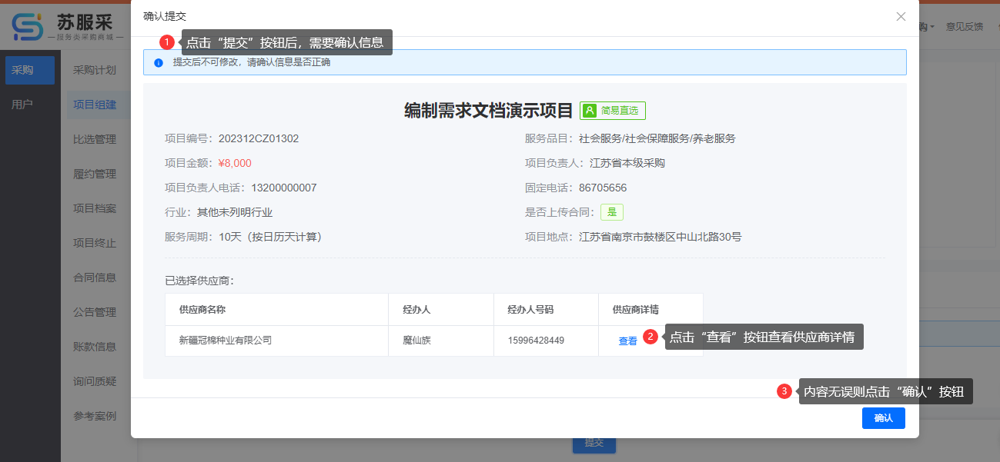 苏服采
服务类采购商城
采购
用户
采购计划
项目组建
比选管理
履约管理
项目档案
项目终止
合同信息
公告管理
账款信息
询问质疑
参考案例
购
意见反馈
确认提交
1 点击“提交”按钮后，需要确认信息
提交后不可修改，请确认信息是否正确
编制需求文档演示项目 简易直选
项目编号：202312CZ01302
服务品目：社会服务/社会保障服务/养老服务
项目金额：¥8,000
项目负责人：江苏省本级采购
项目负责人电话：13200000007
固定电话：86705656
行业：其他未列明行业
是否上传合同：是
服务周期：10天（按日历天计算）
项目地点：江苏省南京市鼓楼区中山北路30号
已选择供应商：
供应商名称 经办人 经办人号码 供应商详情
新疆冠棉种业有限公司 魔仙族 15996428449 查看
2 点击“查看”按钮查看供应商详情
3 内容无误则点击“确认”按钮
确认
提交